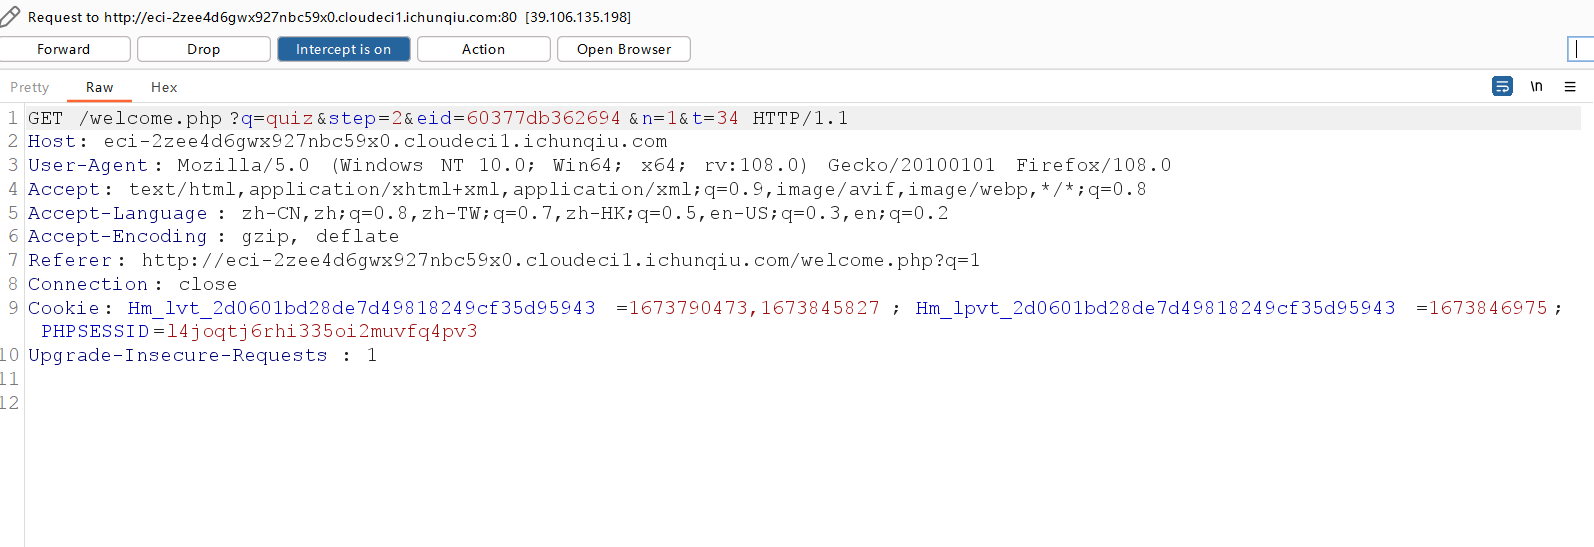 Request to http://eci-2zee4d6gwx927nbc59x0.cloudeci1.ichunqiu.com:80 [39.106.135.198]
Forward Drop Intercept is on Action Open Browser
Pretty Raw Hex \n
1 GET /welcome.php?q=quiz&step=2&eid=60377db362694&n=1&t=34 HTTP/1.1
2 Host: eci-2zee4d6gwx927nbc59x0.cloudeci1.ichunqiu.com
3 User-Agent: Mozilla/5.0 (Windows NT 10.0; Win64; x64; rv:108.0) Gecko/20100101 Firefox/108.0
4 Accept: text/html,application/xhtml+xml,application/xml;q=0.9,image/avif,image/webp,*/*;q=0.8
5 Accept-Language: zh-CN,zh;q=0.8,zh-TW;q=0.7,zh-HK;q=0.5,en-US;q=0.3,en;q=0.2
6 Accept-Encoding: gzip, deflate
7 Referer: http://eci-2zee4d6gwx927nbc59x0.cloudeci1.ichunqiu.com/welcome.php?q=1
8 Connection: close
9 Cookie: Hm_lvt_2d0601bd28de7d49818249cf35d95943=1673790473,1673845827; Hm_lpvt_2d0601bd28de7d49818249cf35d95943=1673846975;
PHPSESSID=l4joqtj6rhi335oi2muvfq4pv3
10 Upgrade-Insecure-Requests: 1
11
12